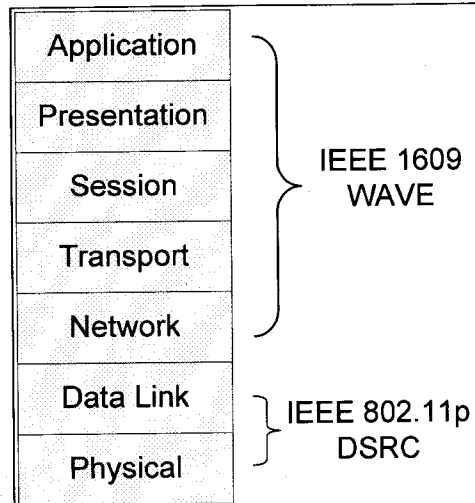 Application
Presentation
Session
Transport
Network
Data Link
Physical
IEEE 1609
WAVE
IEEE 802.11p
DSRC